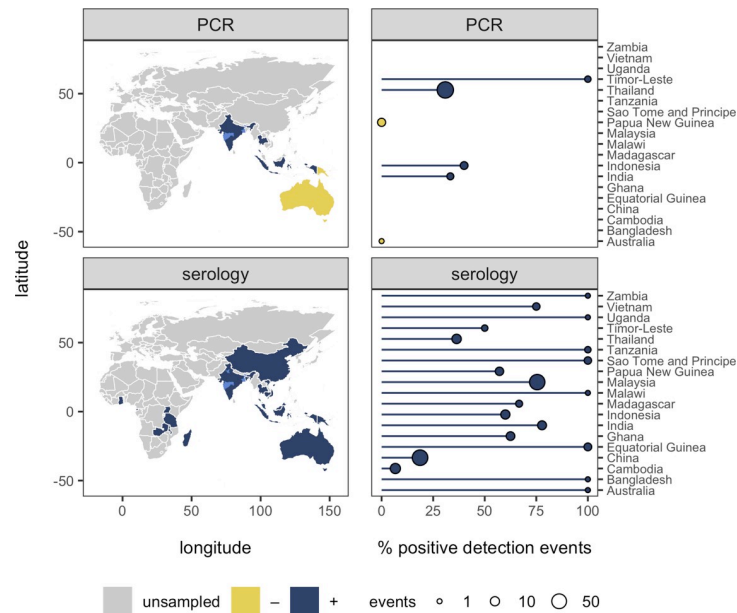 PCR
PCR
Zambia
Vietnam
Uganda
Timor-Leste
Thailand
Tanzania
Sao Tome and Principe
Papua New Guinea
Malaysia
Malawi
Madagascar
Indonesia
India
Ghana
Equatorial Guinea
China
Cambodia
Bangladesh
Australia
50
0
-50
latitude
serology
serology
Zambia
Vietnam
Uganda
Timor-Leste
Thailand
Tanzania
Sao Tome and Principe
Papua New Guinea
Malaysia
Malawi
Madagascar
Indonesia
India
Ghana
Equatorial Guinea
China
Cambodia
Bangladesh
Australia
50
0
-50
0 50 100 150
0 25 50 75 100
longitude
% positive detection events
unsampled – + events 1 10 50